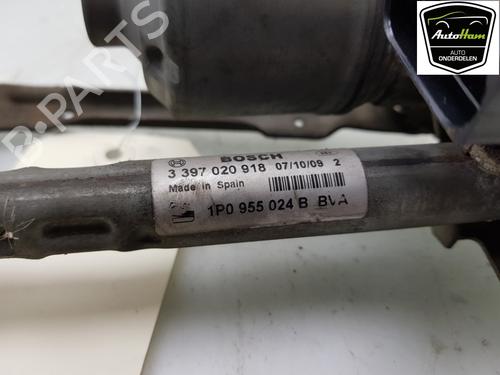 AutoHam
AUTO
ONDERDELEN
B-PARTS
BOSCH
3 397 020 918 07/10/09 2
Made in Spain
1P0 955 024 B BVA